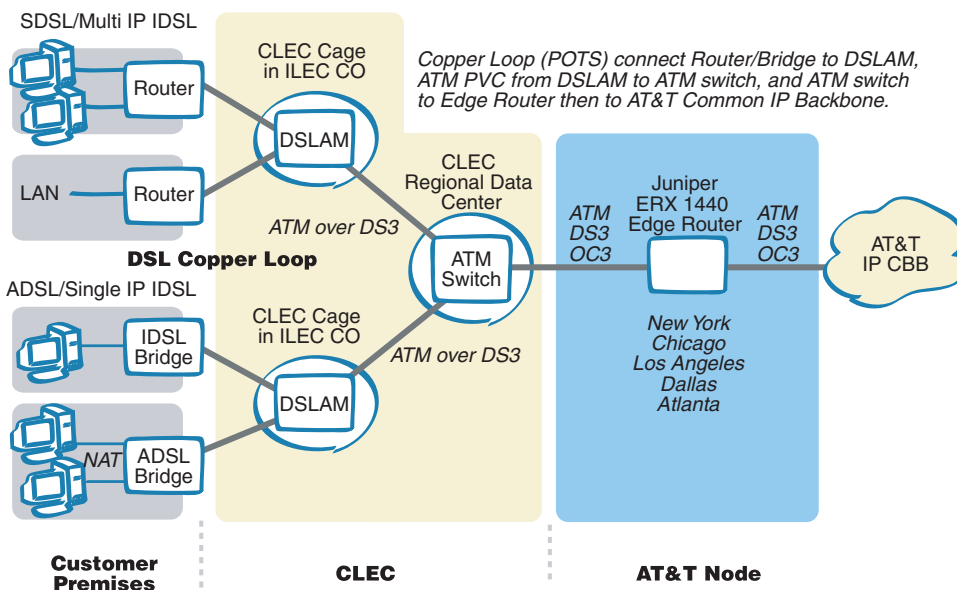 SDSL/Multi IP IDSL
Router
LAN
Router
DSL Copper Loop
ADSL/Single IP IDSL
IDSL
Bridge
NAT
ADSL
Bridge
CLEC Cage
in ILEC CO
DSLAM
ATM over DS3
CLEC Cage
in ILEC CO
DSLAM
ATM over DS3
Copper Loop (POTS) connect Router/Bridge to DSLAM,
ATM PVC from DSLAM to ATM switch, and ATM switch
to Edge Router then to AT&T Common IP Backbone.
CLEC
Regional Data
Center
ATM
Switch
ATM
DS3
OC3
Juniper
ERX 1440
Edge Router
ATM
DS3
OC3
New York
Chicago
Los Angeles
Dallas
Atlanta
AT&T
IP CBB
Customer
Premises
CLEC
AT&T Node